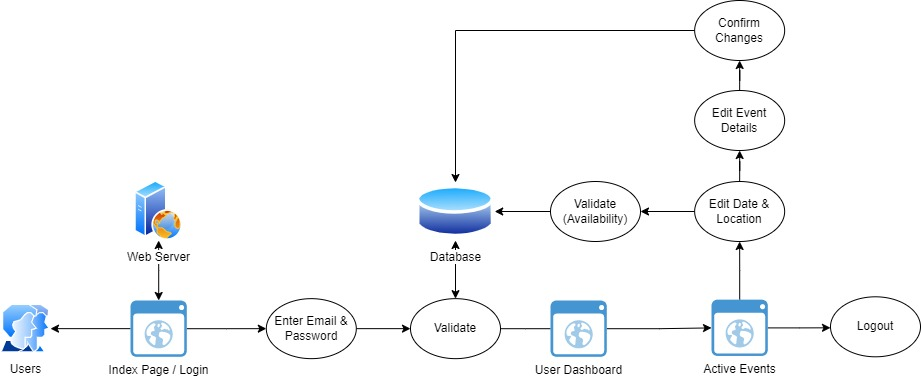 Confirm
Changes
Edit Event
Details
Validate
(Availability)
Edit Date &
Location
Web Server
Database
Enter Email &
Password
Validate
Logout
Users
Index Page / Login
User Dashboard
Active Events